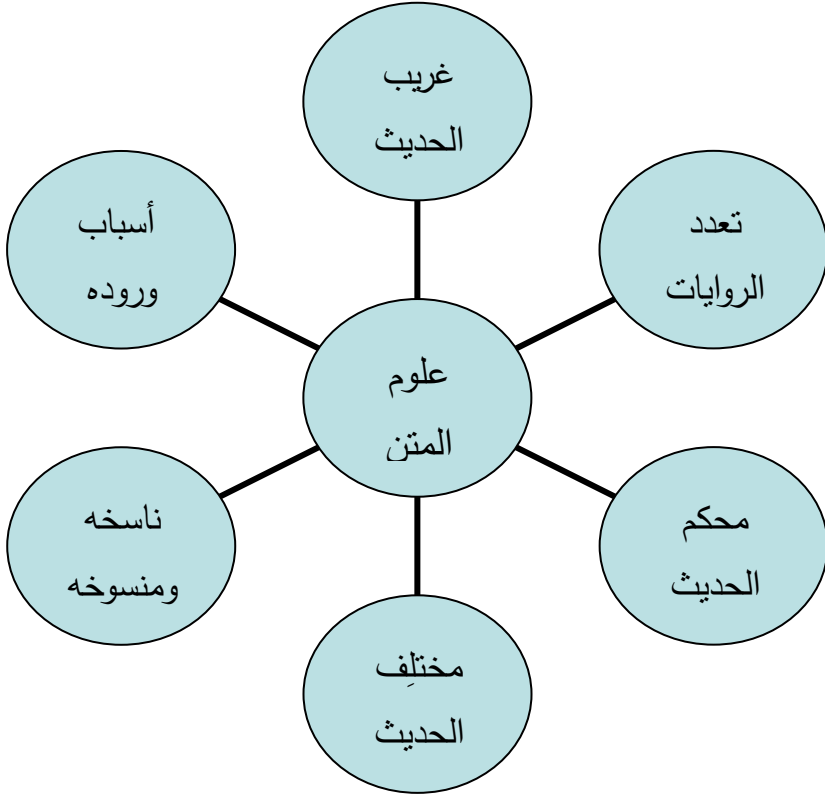 غريب
الحديث
تعدد
الروايات
أسباب
وروده
علوم
المتن
محكم
الحديث
ناسخه
ومنسوخه
مختلِف
الحديث